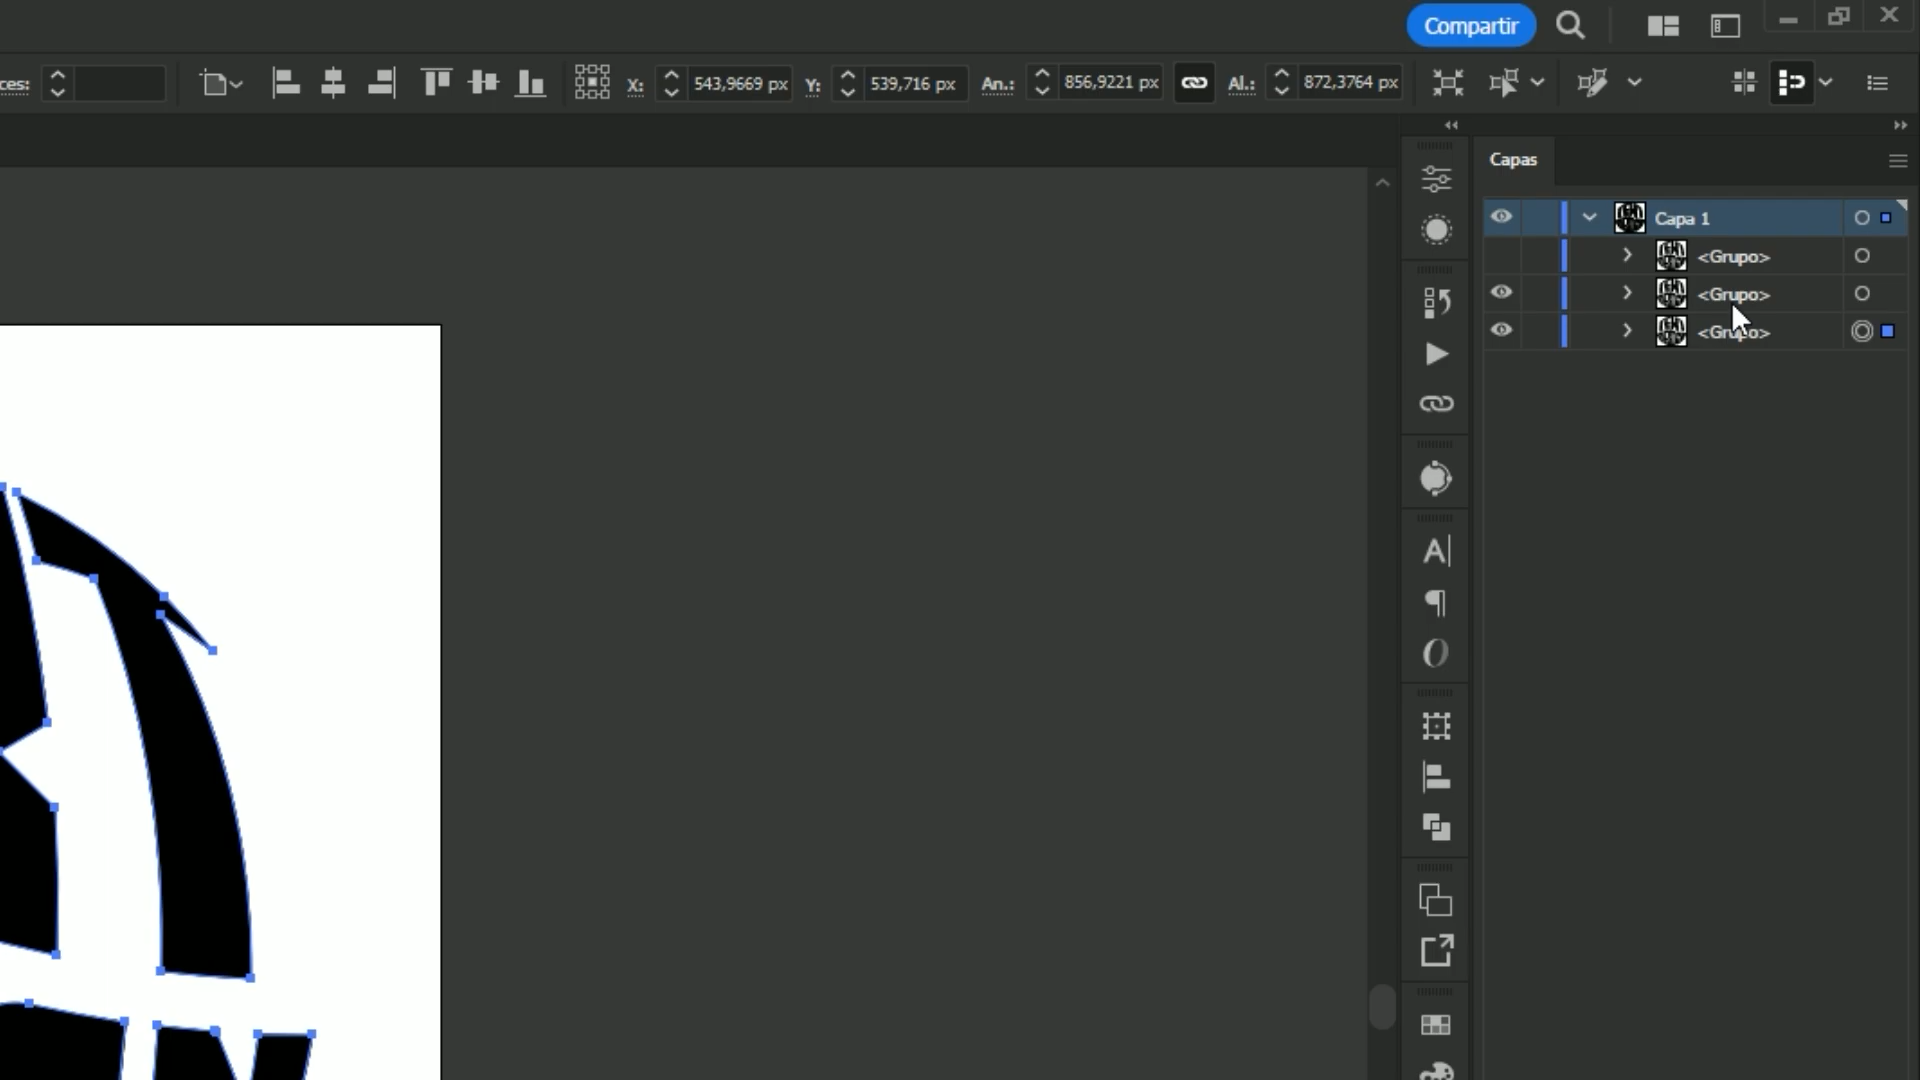 Compartir
ces:
X: 543,9669 px Y: 539,716 px An.: 856,9221 px Al.: 872,3764 px
Capas
Capa 1
<Grupo>
<Grupo>
<Grupo>